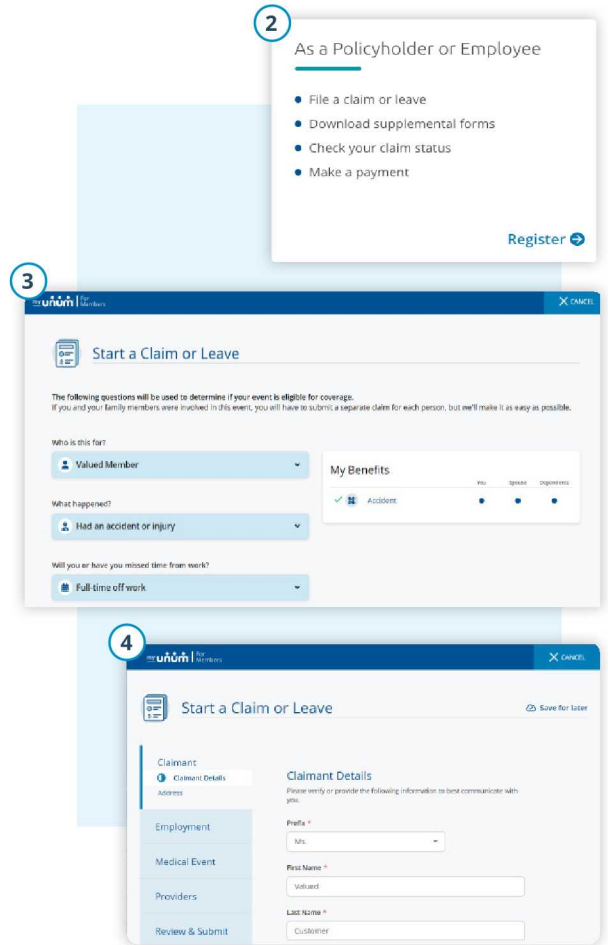 2
As a Policyholder or Employee
File a claim or leave
Download supplemental forms
Check your claim status
Make a payment
Register
3
my unum | For Members
CANCEL
Start a Claim or Leave
The following questions will be used to determine if your event is eligible for coverage.
If you and your family members were involved in this event, you will have to submit a separate claim for each person, but we'll make it as easy as possible.
Who is this for?
Valued Member
My Benefits
You Spouse Dependents
Accident
What happened?
Had an accident or injury
Will you or have you missed time from work?
Full-time off work
4
my unum | For Members
CANCEL
Start a Claim or Leave
Save for later
Claimant
Claimant Details
Address
Employment
Medical Event
Providers
Review & Submit
Claimant Details
Please verify or provide the following information to best communicate with
you.
Prefix *
Ms.
First Name *
Valued
Last Name *
Customer